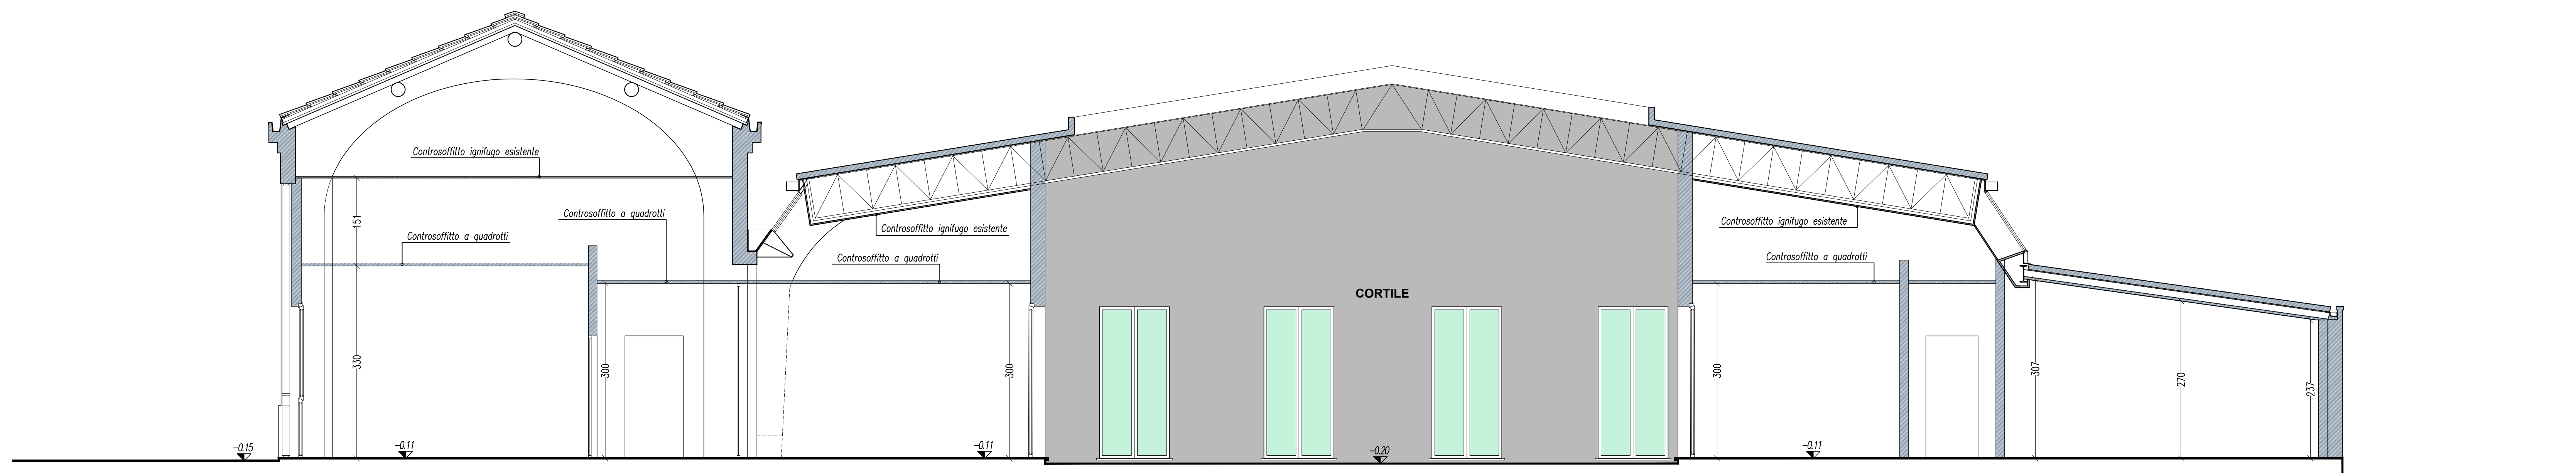 Controsoffitto ignifugo esistente
151
Controsoffitto a quadrotti
Controsoffitto a quadrotti
Controsoffitto ignifugo esistente
Controsoffitto a quadrotti
Controsoffitto ignifugo esistente
Controsoffitto a quadrotti
CORTILE
330
300
300
300
307
270
237
-0.15
-0.11
-0.11
-0.20
-0.11